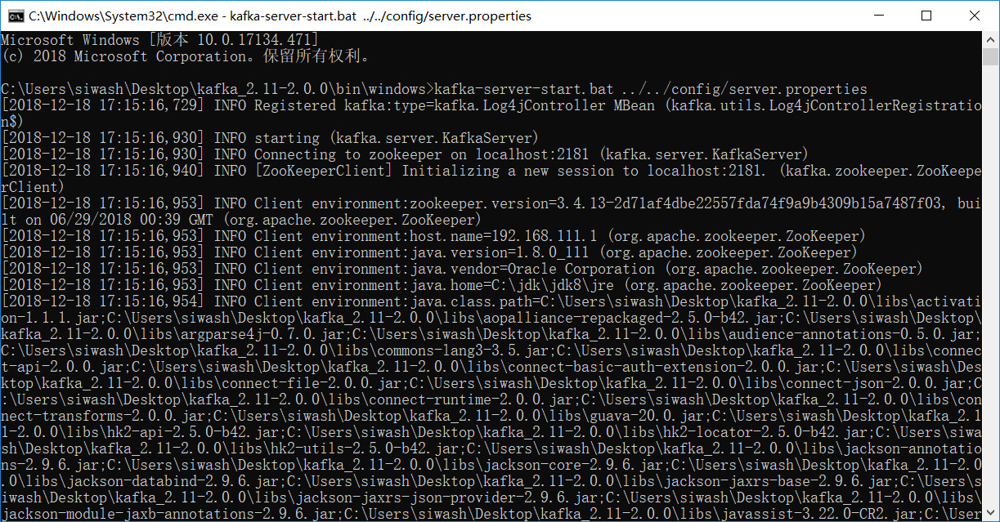 C:\Windows\System32\cmd.exe - kafka-server-start.bat ../../config/server.properties
Microsoft Windows [版本 10.0.17134.471]
(c) 2018 Microsoft Corporation。保留所有权利。
C:\Users\siwash\Desktop\kafka_2.11-2.0.0\bin\windows>kafka-server-start.bat ../../config/server.properties
[2018-12-18 17:15:16,729] INFO Registered kafka:type=kafka.Log4jController MBean (kafka.utils.Log4jControllerRegistratio
n$)
[2018-12-18 17:15:16,930] INFO starting (kafka.server.KafkaServer)
[2018-12-18 17:15:16,930] INFO Connecting to zookeeper on localhost:2181 (kafka.server.KafkaServer)
[2018-12-18 17:15:16,940] INFO [ZooKeeperClient] Initializing a new session to localhost:2181. (kafka.zookeeper.ZooKeepe
rClient)
[2018-12-18 17:15:16,953] INFO Client environment:zookeeper.version=3.4.13-2d71af4dbe22557fda74f9a9b4309b15a7487f03, bui
lt on 06/29/2018 00:39 GMT (org.apache.zookeeper.ZooKeeper)
[2018-12-18 17:15:16,953] INFO Client environment:host.name=192.168.111.1 (org.apache.zookeeper.ZooKeeper)
[2018-12-18 17:15:16,953] INFO Client environment:java.version=1.8.0_111 (org.apache.zookeeper.ZooKeeper)
[2018-12-18 17:15:16,953] INFO Client environment:java.vendor=Oracle Corporation (org.apache.zookeeper.ZooKeeper)
[2018-12-18 17:15:16,953] INFO Client environment:java.home=C:\jdk\jdk8\jre (org.apache.zookeeper.ZooKeeper)
[2018-12-18 17:15:16,954] INFO Client environment:java.class.path=C:\Users\siwash\Desktop\kafka_2.11-2.0.0\libs\activati
on-1.1.1.jar;C:\Users\siwash\Desktop\kafka_2.11-2.0.0\libs\aopalliance-repackaged-2.5.0-b42.jar;C:\Users\siwash\Desktop\
kafka_2.11-2.0.0\libs\argparse4j-0.7.0.jar;C:\Users\siwash\Desktop\kafka_2.11-2.0.0\libs\audience-annotations-0.5.0.jar;
C:\Users\siwash\Desktop\kafka_2.11-2.0.0\libs\commons-lang3-3.5.jar;C:\Users\siwash\Desktop\kafka_2.11-2.0.0\libs\connec
t-api-2.0.0.jar;C:\Users\siwash\Desktop\kafka_2.11-2.0.0\libs\connect-basic-auth-extension-2.0.0.jar;C:\Users\siwash\Des
ktop\kafka_2.11-2.0.0\libs\connect-file-2.0.0.jar;C:\Users\siwash\Desktop\kafka_2.11-2.0.0\libs\connect-json-2.0.0.jar;C
:\Users\siwash\Desktop\kafka_2.11-2.0.0\libs\connect-runtime-2.0.0.jar;C:\Users\siwash\Desktop\kafka_2.11-2.0.0\libs\con
nect-transforms-2.0.0.jar;C:\Users\siwash\Desktop\kafka_2.11-2.0.0\libs\guava-20.0.jar;C:\Users\siwash\Desktop\kafka_2.1
1-2.0.0\libs\hk2-api-2.5.0-b42.jar;C:\Users\siwash\Desktop\kafka_2.11-2.0.0\libs\hk2-locator-2.5.0-b42.jar;C:\Users\siwa
sh\Desktop\kafka_2.11-2.0.0\libs\hk2-utils-2.5.0-b42.jar;C:\Users\siwash\Desktop\kafka_2.11-2.0.0\libs\jackson-annotatio
ns-2.9.6.jar;C:\Users\siwash\Desktop\kafka_2.11-2.0.0\libs\jackson-core-2.9.6.jar;C:\Users\siwash\Desktop\kafka_2.11-2.0
.0\libs\jackson-databind-2.9.6.jar;C:\Users\siwash\Desktop\kafka_2.11-2.0.0\libs\jackson-jaxrs-base-2.9.6.jar;C:\Users\s
iwash\Desktop\kafka_2.11-2.0.0\libs\jackson-jaxrs-json-provider-2.9.6.jar;C:\Users\siwash\Desktop\kafka_2.11-2.0.0\libs\
jackson-module-jaxb-annotations-2.9.6.jar;C:\Users\siwash\Desktop\kafka_2.11-2.0.0\libs\javassist-3.22.0-CR2.jar;C:\User